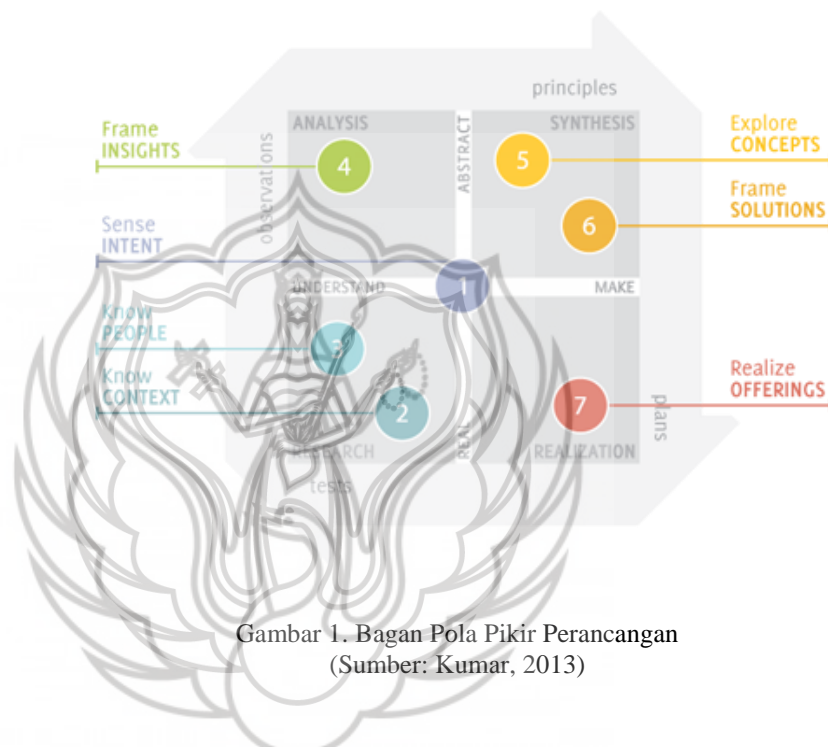 principles
Frame
INSIGHTS
ANALYSIS
ABSTRACT
SYNTHESIS
Explore
CONCEPTS
observations
4
5
Frame
SOLUTIONS
6
Sense
INTENT
UNDERSTAND
1
MAKE
Know
PEOPLE
3
Know
CONTEXT
2
Realize
OFFERINGS
7
plans
RESEARCH
REAL
REALIZATION
tests
Gambar 1. Bagan Pola Pikir Perancangan
(Sumber: Kumar, 2013)